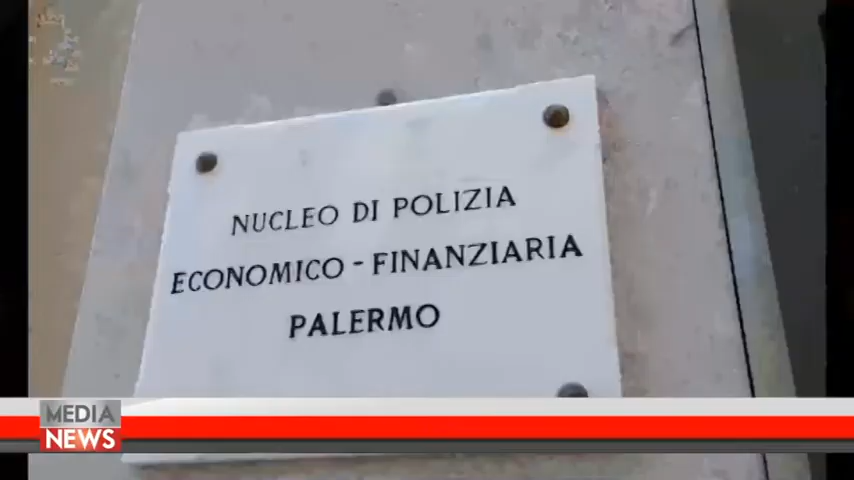 NUCLEO DI POLIZIA
ECONOMICO - FINANZIARIA
PALERMO
MEDIA
NEWS